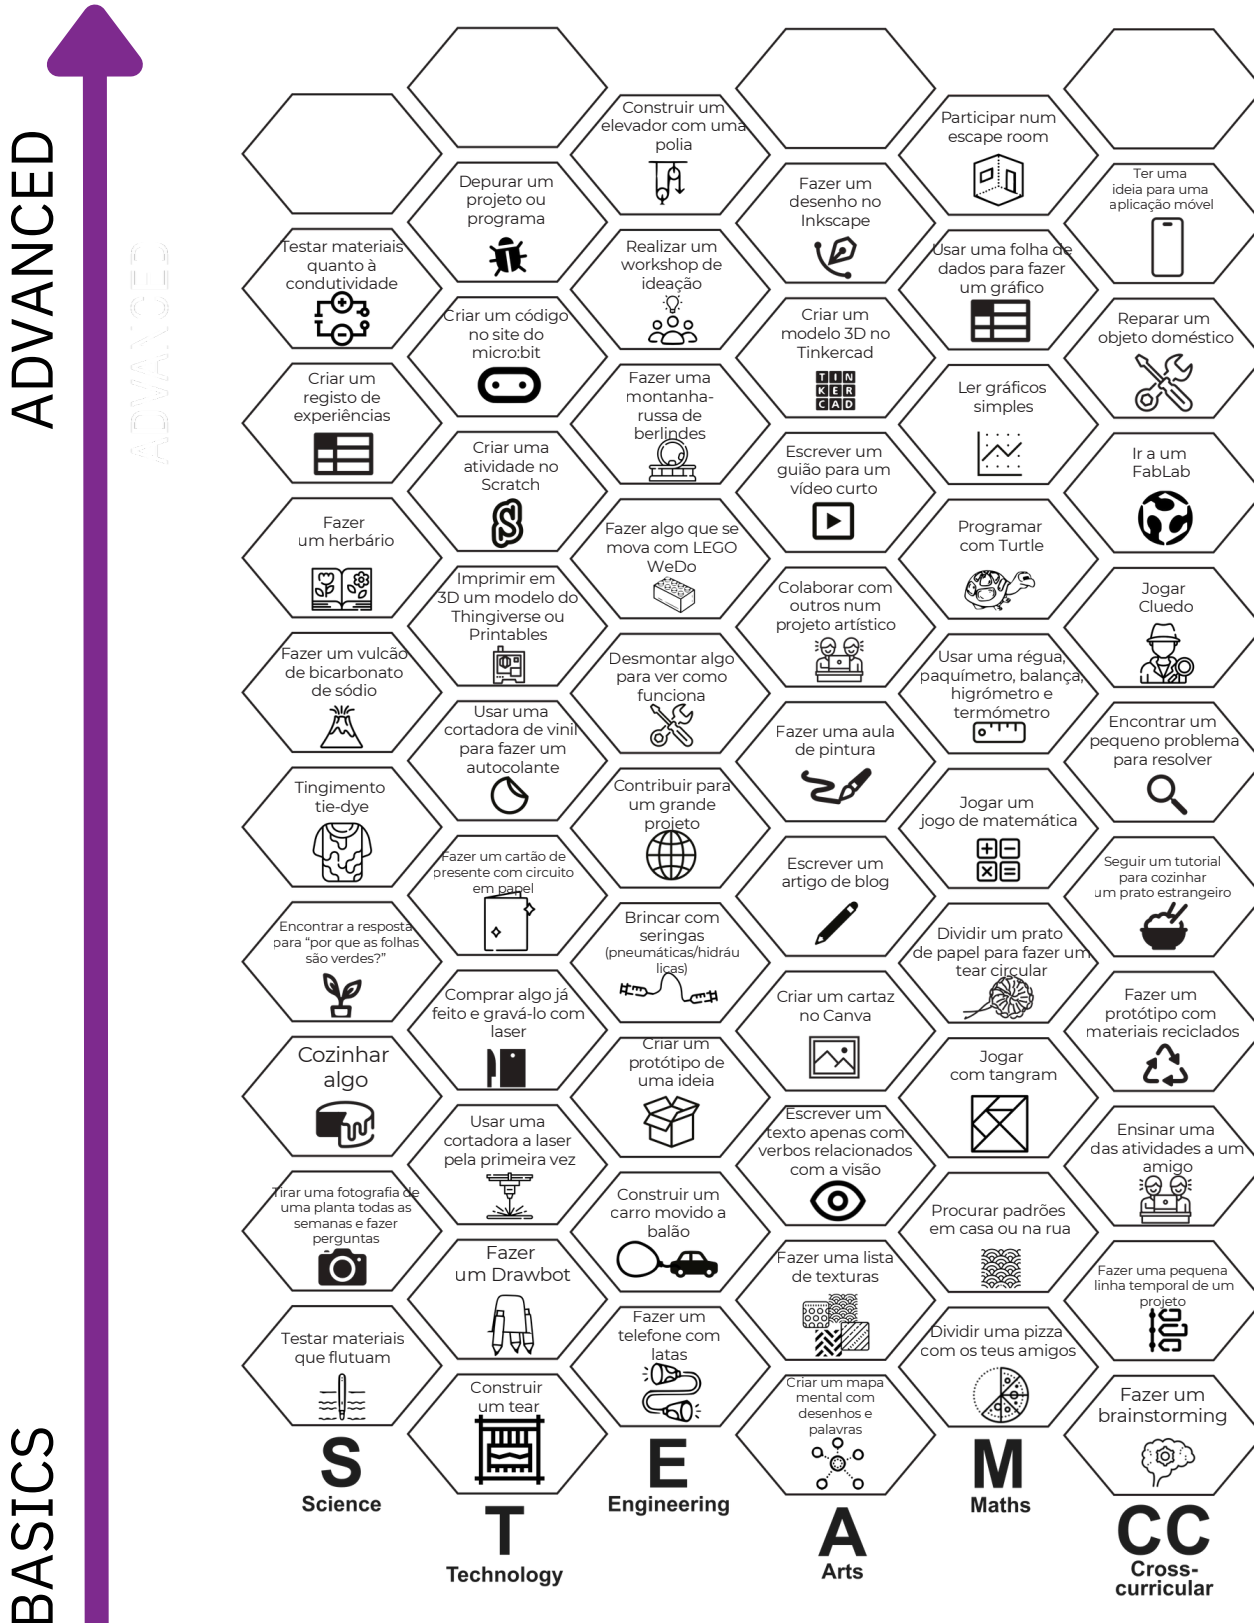 ADVANCED
ADVANCED
BASICS
Testar materiais
quanto à
condutividade
Criar um
registo de
experiências
Fazer
um herbário
Fazer um vulcão
de bicarbonato
de sódio
Tingimento
tie-dye
Encontrar a resposta
para “por que as folhas
são verdes?”
Cozinhar
algo
Tirar uma fotografia de
uma planta todas as
semanas e fazer
perguntas
Testar materiais
que flutuam
S
Science
Depurar um
projeto ou
programa
Criar um código
no site do
micro:bit
Criar uma
atividade no
Scratch
Imprimir em
3D um modelo do
Thingiverse ou
Printables
Usar uma
cortadora de vinil
para fazer um
autocolante
Fazer um cartão de
presente com circuito
em papel
Comprar algo já
feito e gravá-lo com
laser
Usar uma
cortadora a laser
pela primeira vez
Fazer
um Drawbot
Construir
um tear
T
Technology
Construir um
elevador com uma
polia
Realizar um
workshop de
ideação
Fazer uma
montanha-
russa de
berlindes
Fazer algo que se
mova com LEGO
WeDo
Desmontar algo
para ver como
funciona
Contribuir para
um grande
projeto
Brincar com
seringas
(pneumáticas/hidráu
licas)
Criar um
protótipo de
uma ideia
Construir um
carro movido a
balão
Fazer um
telefone com
latas
E
Engineering
Fazer um
desenho no
Inkscape
Criar um
modelo 3D no
Tinkercad
TIN
KER
CAD
Escrever um
guião para um
vídeo curto
Colaborar com
outros num
projeto artístico
Fazer uma aula
de pintura
Escrever um
artigo de blog
Criar um cartaz
no Canva
Escrever um
texto apenas com
verbos relacionados
com a visão
Fazer uma lista
de texturas
Criar um mapa
mental com
desenhos e
palavras
A
Arts
Participar num
escape room
Usar uma folha de
dados para fazer
um gráfico
Ler gráficos
simples
Programar
com Turtle
Usar uma régua,
paquímetro, balança,
higrómetro e
termómetro
Jogar um
jogo de matemática
Dividir um prato
de papel para fazer um
tear circular
Jogar
com tangram
Procurar padrões
em casa ou na rua
Dividir uma pizza
com os teus amigos
M
Maths
Ter uma
ideia para uma
aplicação móvel
Reparar um
objeto doméstico
Ir a um
FabLab
Jogar
Cluedo
Encontrar um
pequeno problema
para resolver
Seguir um tutorial
para cozinhar
um prato estrangeiro
Fazer um
protótipo com
materiais reciclados
Ensinar uma
das atividades a um
amigo
Fazer uma pequena
linha temporal de um
projeto
Fazer um
brainstorming
CC
Cross-
curricular